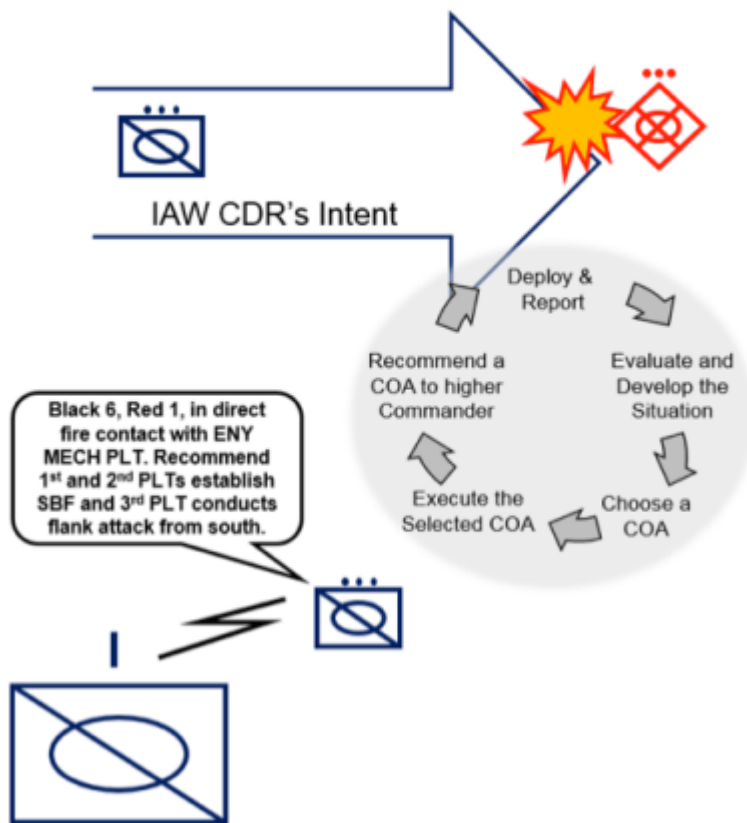 IAW CDR's Intent
Deploy &
Report
Evaluate and
Develop the
Situation
Choose a
COA
Execute the
Selected COA
Recommend a
COA to higher
Commander
Black 6, Red 1, in direct
fire contact with ENY
MECH PLT. Recommend
1st and 2nd PLTs establish
SBF and 3rd PLT conducts
flank attack from south.